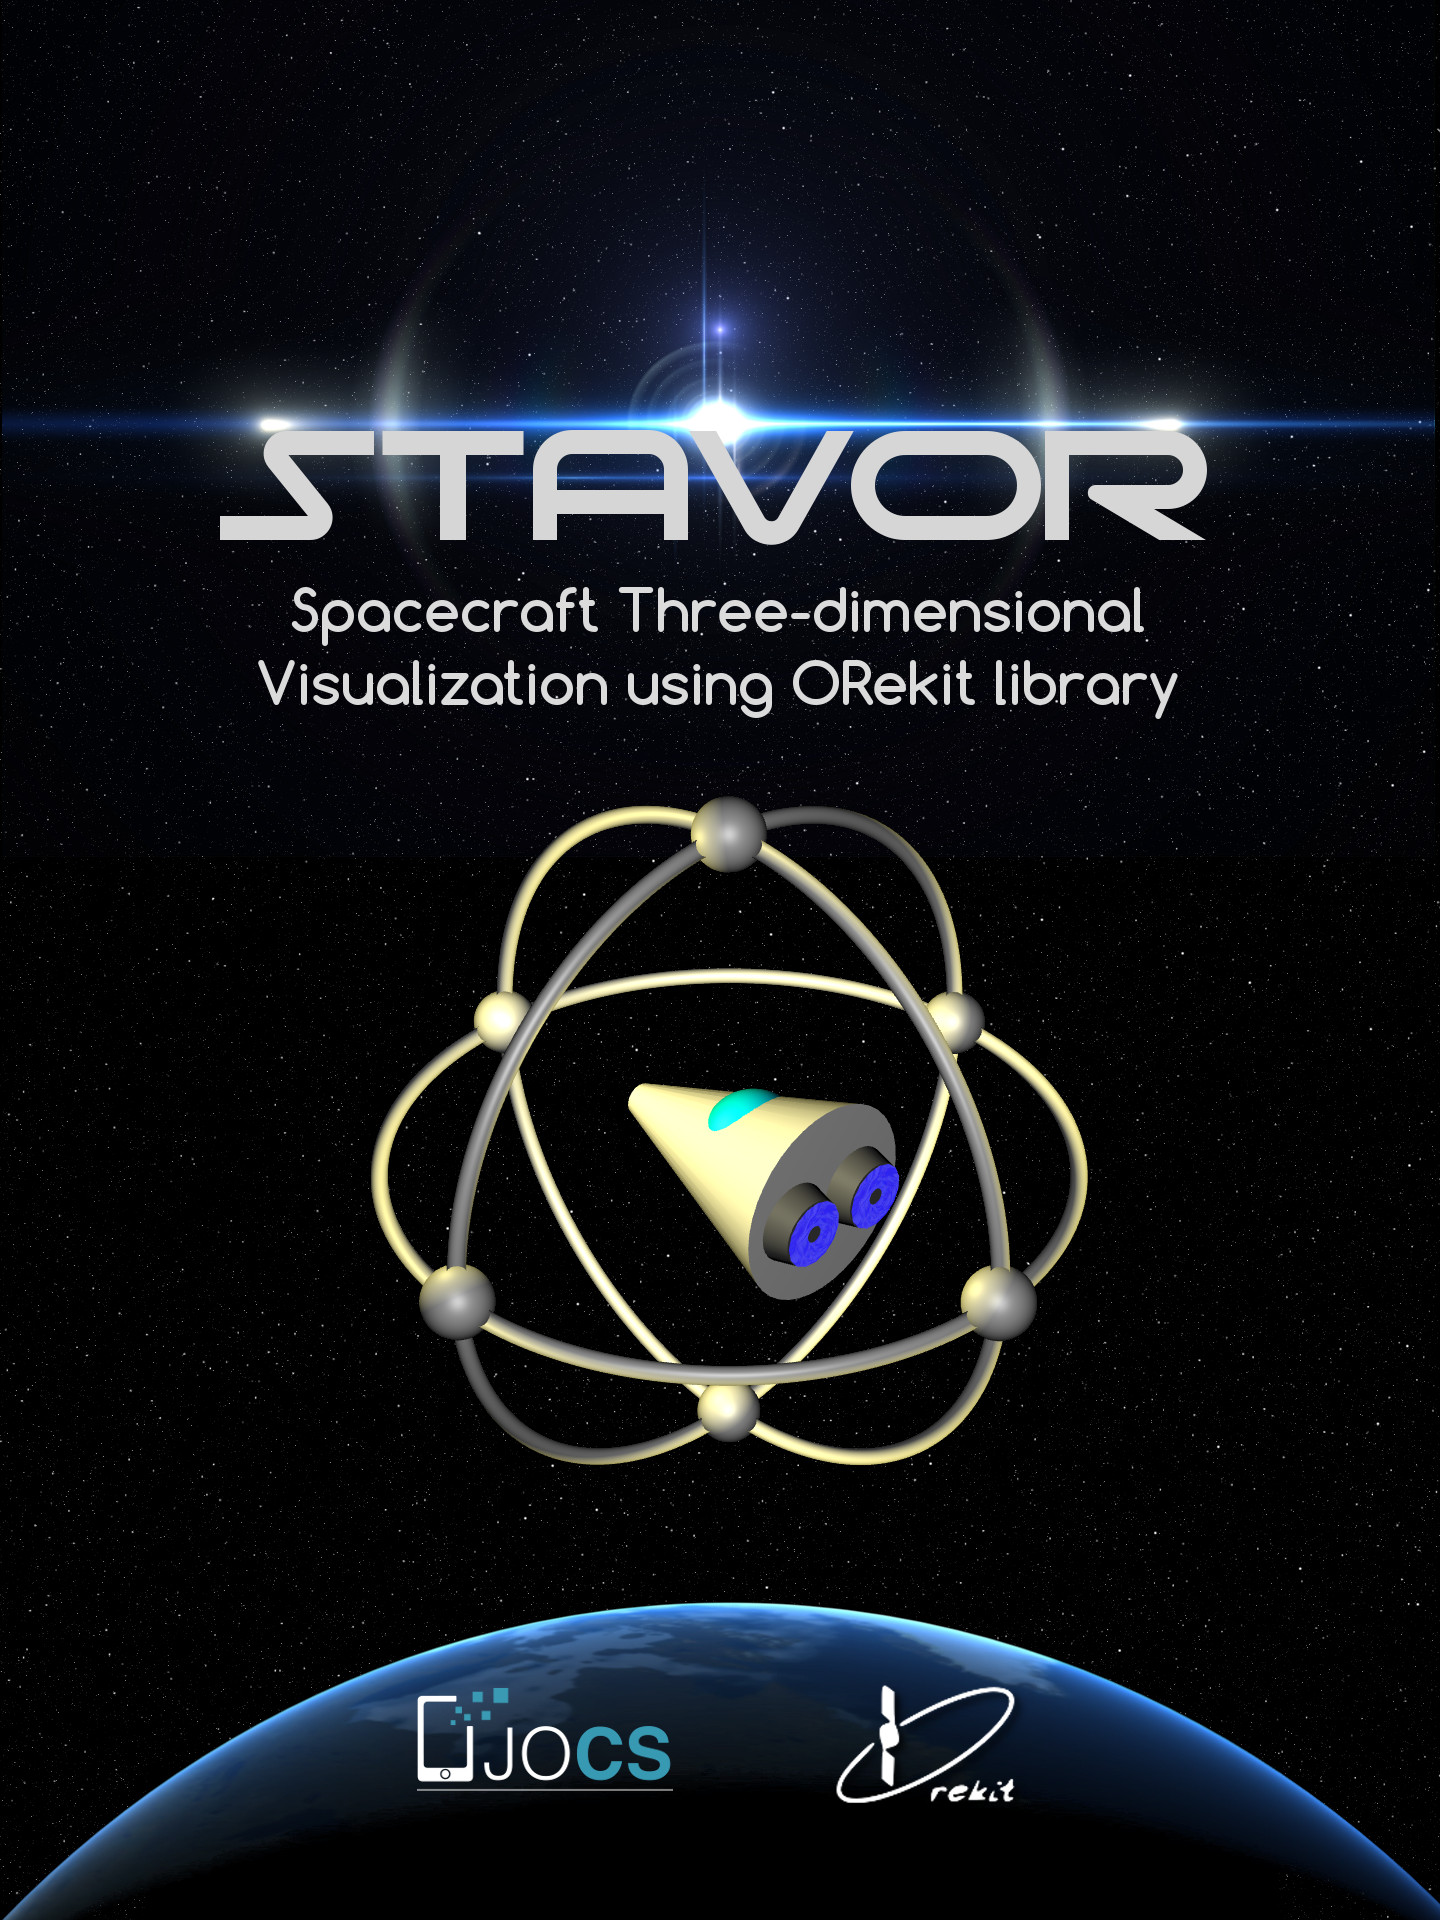 STAVOR
Spacecraft Three-dimensional
Visualization using ORekit library
JOCS
rekit